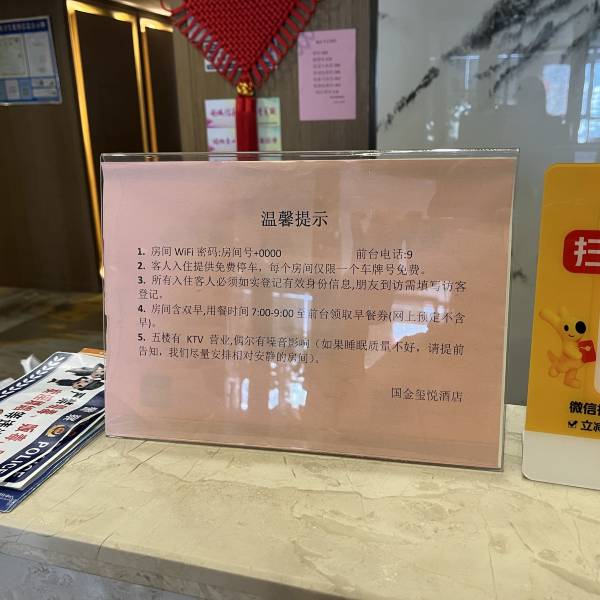 温馨提示
1. 房间 WiFi 密码:房间号+0000 前台电话:9
2. 客人入住提供免费停车，每个房间仅限一个车牌号免费。
3. 所有入住客人必须如实登记有效身份信息,朋友到访需填写访客
登记。
4. 房间含双早,用餐时间 7:00-9:00 至前台领取早餐券(网上预定不含
早)。
5. 五楼有 KTV 营业,偶尔有噪音影响（如果睡眠质量不好，请提前
告知，我们尽量安排相对安静的房间)。
国金玺悦酒店
POLICE
扫
微信扫
立减